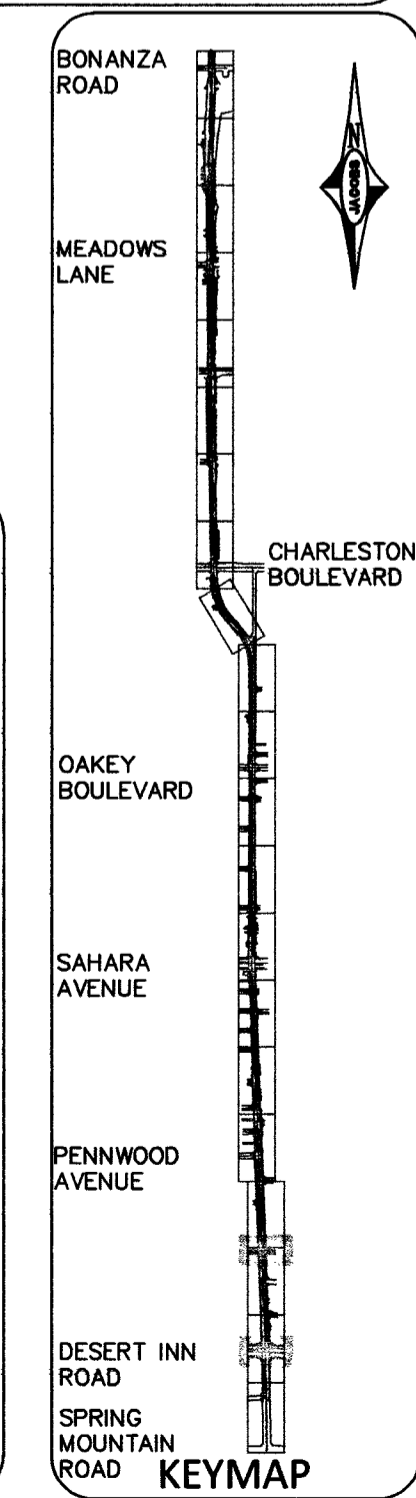 BONANZA
ROAD
N
JACOBS
MEADOWS
LANE
CHARLESTON
BOULEVARD
OAKEY
BOULEVARD
SAHARA
AVENUE
PENNWOOD
AVENUE
DESERT INN
ROAD
SPRING
MOUNTAIN
ROAD
KEYMAP